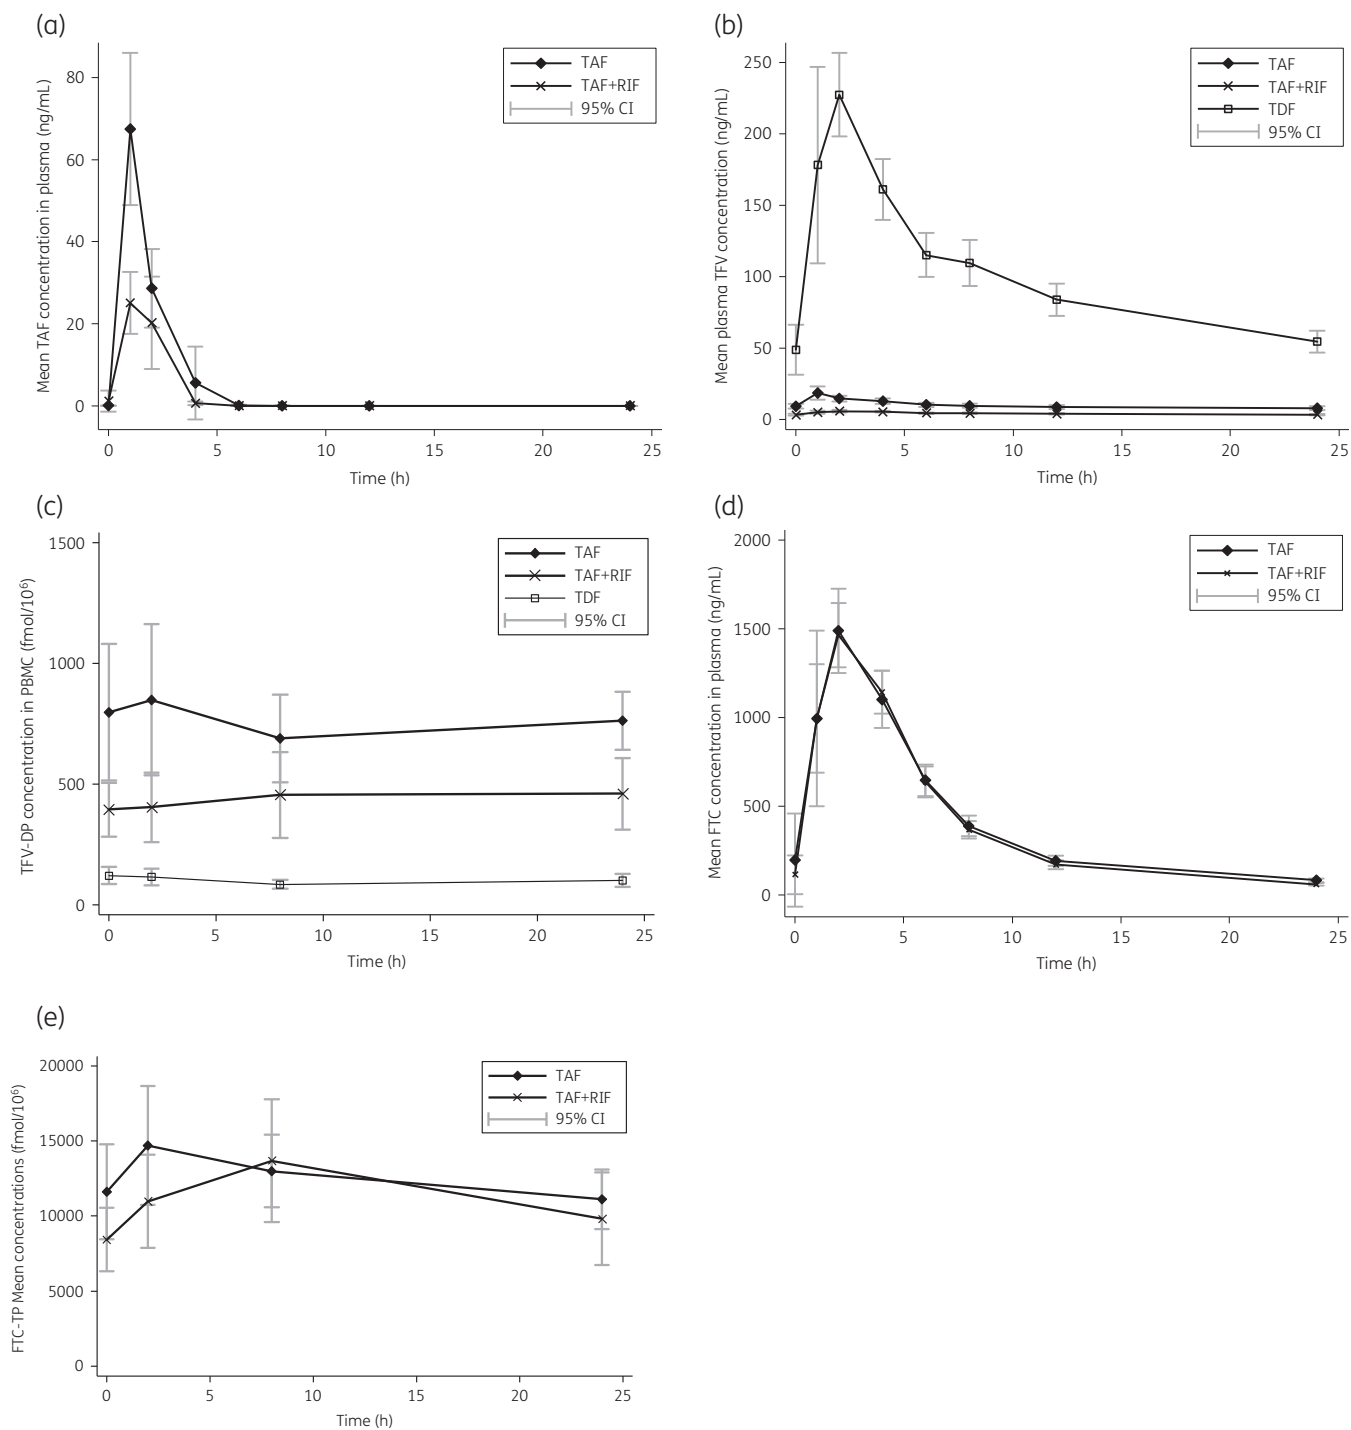 (a)
Mean TAF concentration in plasma (ng/mL)
80
60
40
20
0
TAF
TAF+RIF
95% CI
0 5 10 15 20 25
Time (h)
(b)
Mean plasma TFV concentration (ng/mL)
250
200
150
100
50
0
TAF
TAF+RIF
TDF
95% CI
0 5 10 15 20 25
Time (h)
(c)
TFV-DP concentration in PBMC (fmol/10⁶)
1500
1000
500
0
TAF
TAF+RIF
TDF
95% CI
0 5 10 15 20 25
Time (h)
(d)
Mean FTC concentration in plasma (ng/mL)
2000
1500
1000
500
0
TAF
TAF+RIF
95% CI
0 5 10 15 20 25
Time (h)
(e)
FTC-TP Mean concentrations (fmol/10⁶)
20000
15000
10000
5000
0
TAF
TAF+RIF
95% CI
0 5 10 15 20 25
Time (h)